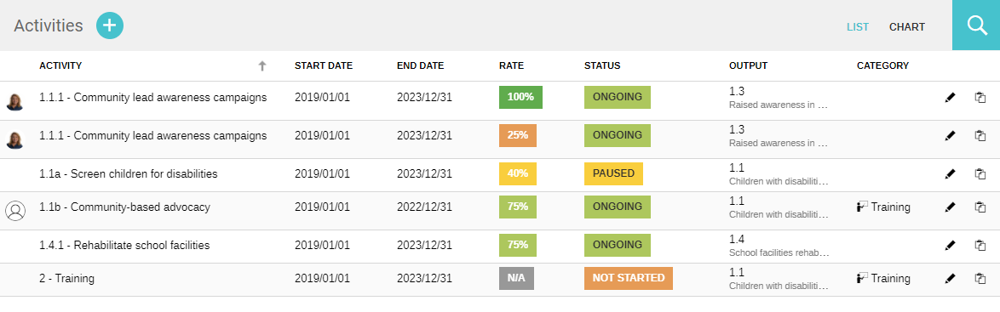 Activities
LIST CHART
ACTIVITY START DATE END DATE RATE STATUS OUTPUT CATEGORY
1.1.1 - Community lead awareness campaigns 2019/01/01 2023/12/31 100% ONGOING 1.3
Raised awareness in ...
1.1.1 - Community lead awareness campaigns 2019/01/01 2023/12/31 25% ONGOING 1.3
Raised awareness in ...
1.1a - Screen children for disabilities 2019/01/01 2023/12/31 40% PAUSED 1.1
Children with disabiliti...
1.1b - Community-based advocacy 2019/01/01 2022/12/31 75% ONGOING 1.1 Training
Children with disabiliti...
1.4.1 - Rehabilitate school facilities 2019/01/01 2023/12/31 75% ONGOING 1.4
School facilities rehab...
2 - Training 2019/01/01 2023/12/31 N/A NOT STARTED 1.1 Training
Children with disabiliti...